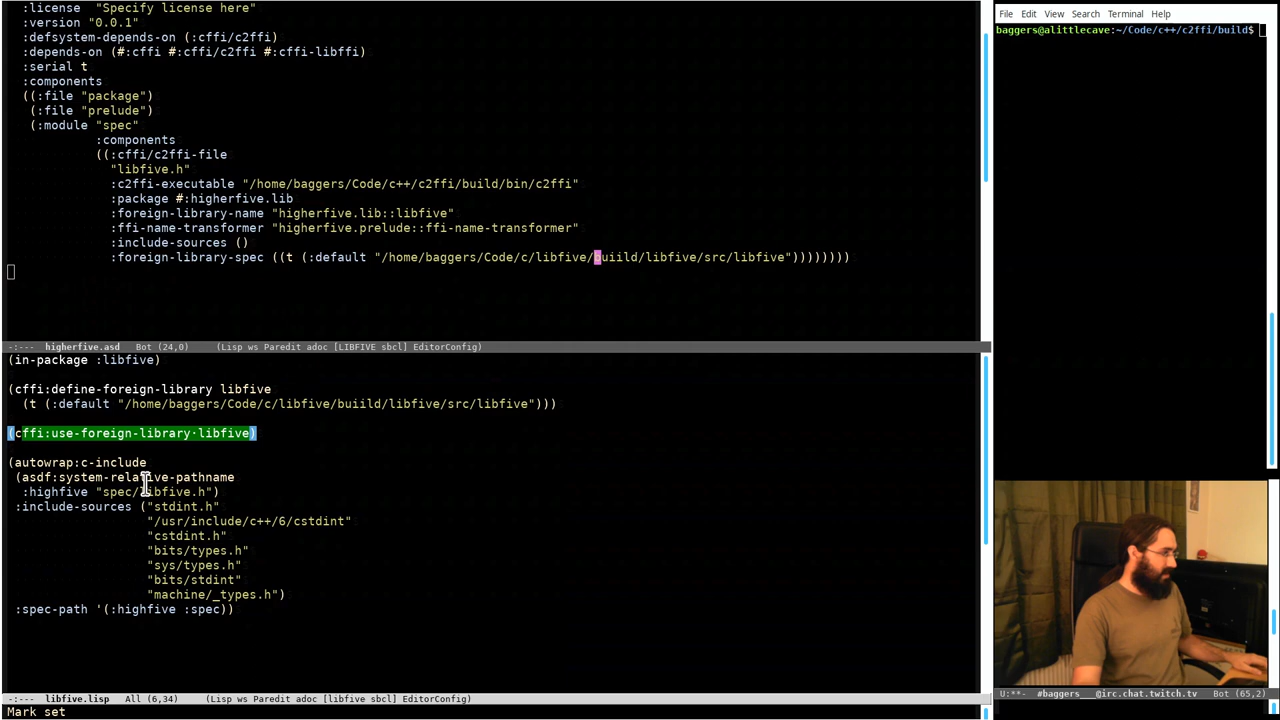 :license  "Specify license here"
:version "0.0.1"
:defsystem-depends-on (:cffi/c2ffi)
:depends-on (#:cffi #:cffi/c2ffi #:cffi-libffi)
:serial t
:components
((:file "package")
(:file "prelude")
(:module "spec"
:components
((:cffi/c2ffi-file
"libfive.h"
:c2ffi-executable "/home/baggers/Code/c++/c2ffi/build/bin/c2ffi"
:package #:higherfive.lib
:foreign-library-name "higherfive.lib::libfive"
:ffi-name-transformer "higherfive.prelude::ffi-name-transformer"
:include-sources ()
:foreign-library-spec ((t (:default "/home/baggers/Code/c/libfive/buiild/libfive/src/libfive"))))))))
-:---  higherfive.asd   Bot (24,0)     (Lisp ws Paredit adoc [LIBFIVE sbcl] EditorConfig)
(in-package :libfive)
(cffi:define-foreign-library libfive
(t (:default "/home/baggers/Code/c/libfive/buiild/libfive/src/libfive")))
(cffi:use-foreign-library·libfive)
(autowrap:c-include
(asdf:system-relative-pathname
:highfive "spec/libfive.h")
:include-sources ("stdint.h"
"/usr/include/c++/6/cstdint"
"cstdint.h"
"bits/types.h"
"sys/types.h"
"bits/stdint"
"machine/_types.h")
:spec-path '(:highfive :spec))
-:---  libfive.lisp   All (6,34)     (Lisp ws Paredit adoc [libfive sbcl] EditorConfig)
Mark set
File Edit View Search Terminal Help
baggers@alittlecave:~/Code/c++/c2ffi/build$
U:**-  #baggers___@irc.chat.twitch.tv   Bot (65,2)